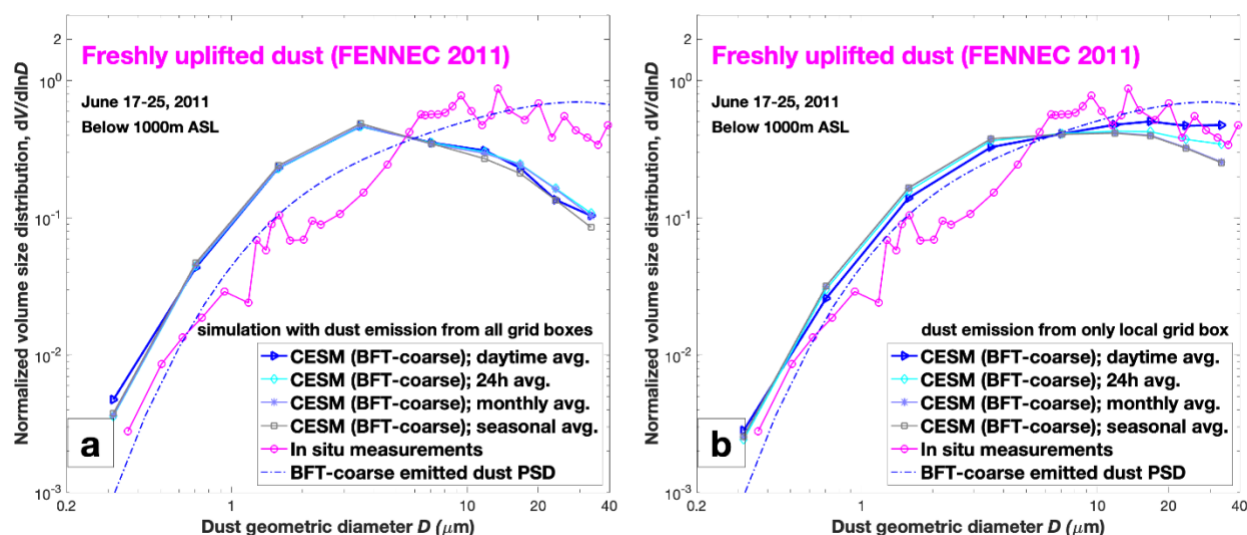 Freshly uplifted dust (FENNEC 2011)
June 17-25, 2011
Below 1000m ASL
simulation with dust emission from all grid boxes
CESM (BFT-coarse); daytime avg.
CESM (BFT-coarse); 24h avg.
CESM (BFT-coarse); monthly avg.
CESM (BFT-coarse); seasonal avg.
In situ measurements
BFT-coarse emitted dust PSD
a
Normalized volume size distribution, dV/dlnD
2
10^0
10^-1
10^-2
10^-3
0.2
1
2
10
20
40
Dust geometric diameter D (μm)
Freshly uplifted dust (FENNEC 2011)
June 17-25, 2011
Below 1000m ASL
dust emission from only local grid box
CESM (BFT-coarse); daytime avg.
CESM (BFT-coarse); 24h avg.
CESM (BFT-coarse); monthly avg.
CESM (BFT-coarse); seasonal avg.
In situ measurements
BFT-coarse emitted dust PSD
b
Normalized volume size distribution, dV/dlnD
2
10^0
10^-1
10^-2
10^-3
0.2
1
2
10
20
40
Dust geometric diameter D (μm)